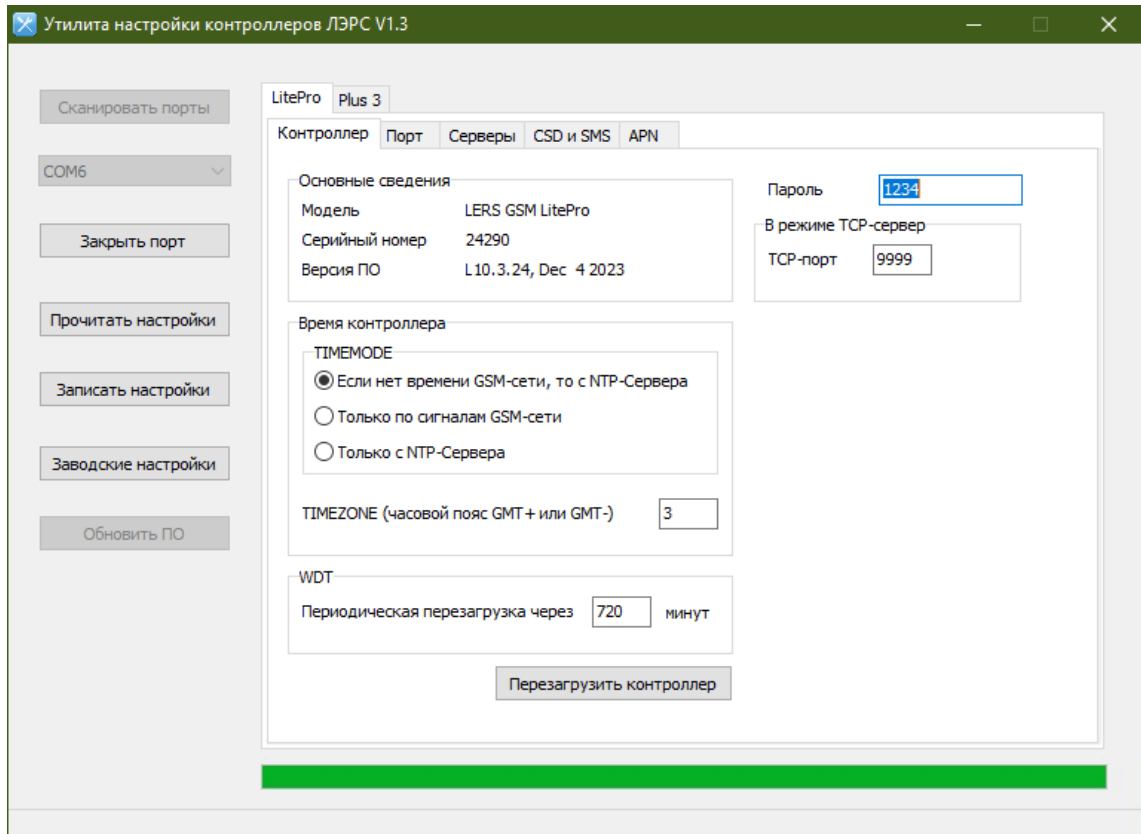 Утилита настройки контроллеров ЛЭРС V1.3
Сканировать порты
COM6
Закрыть порт
Прочитать настройки
Записать настройки
Заводские настройки
Обновить ПО
LitePro Plus 3
Контроллер Порт Серверы CSD и SMS APN
Основные сведения
Модель LERS GSM LitePro
Серийный номер 24290
Версия ПО L10.3.24, Dec 4 2023
Пароль 1234
В режиме TCP-сервер
TCP-порт 9999
Время контроллера
TIMEMODE
Если нет времени GSM-сети, то с NTP-Сервера
Только по сигналам GSM-сети
Только с NTP-Сервера
TIMEZONE (часовой пояс GMT+ или GMT-) 3
WDT
Периодическая перезагрузка через 720 минут
Перезагрузить контроллер